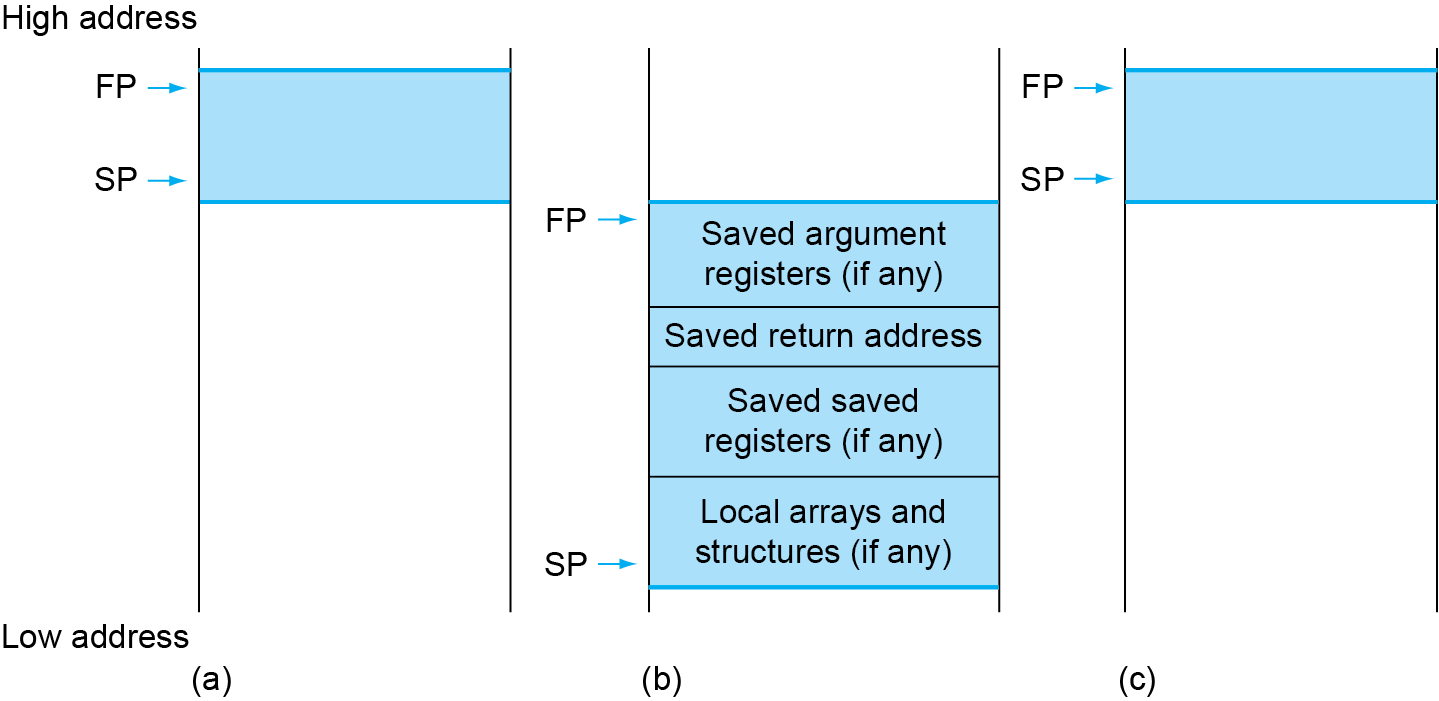 High address
FP
SP
FP
Saved argument
registers (if any)
Saved return address
Saved saved
registers (if any)
Local arrays and
structures (if any)
SP
FP
SP
Low address
(a)
(b)
(c)